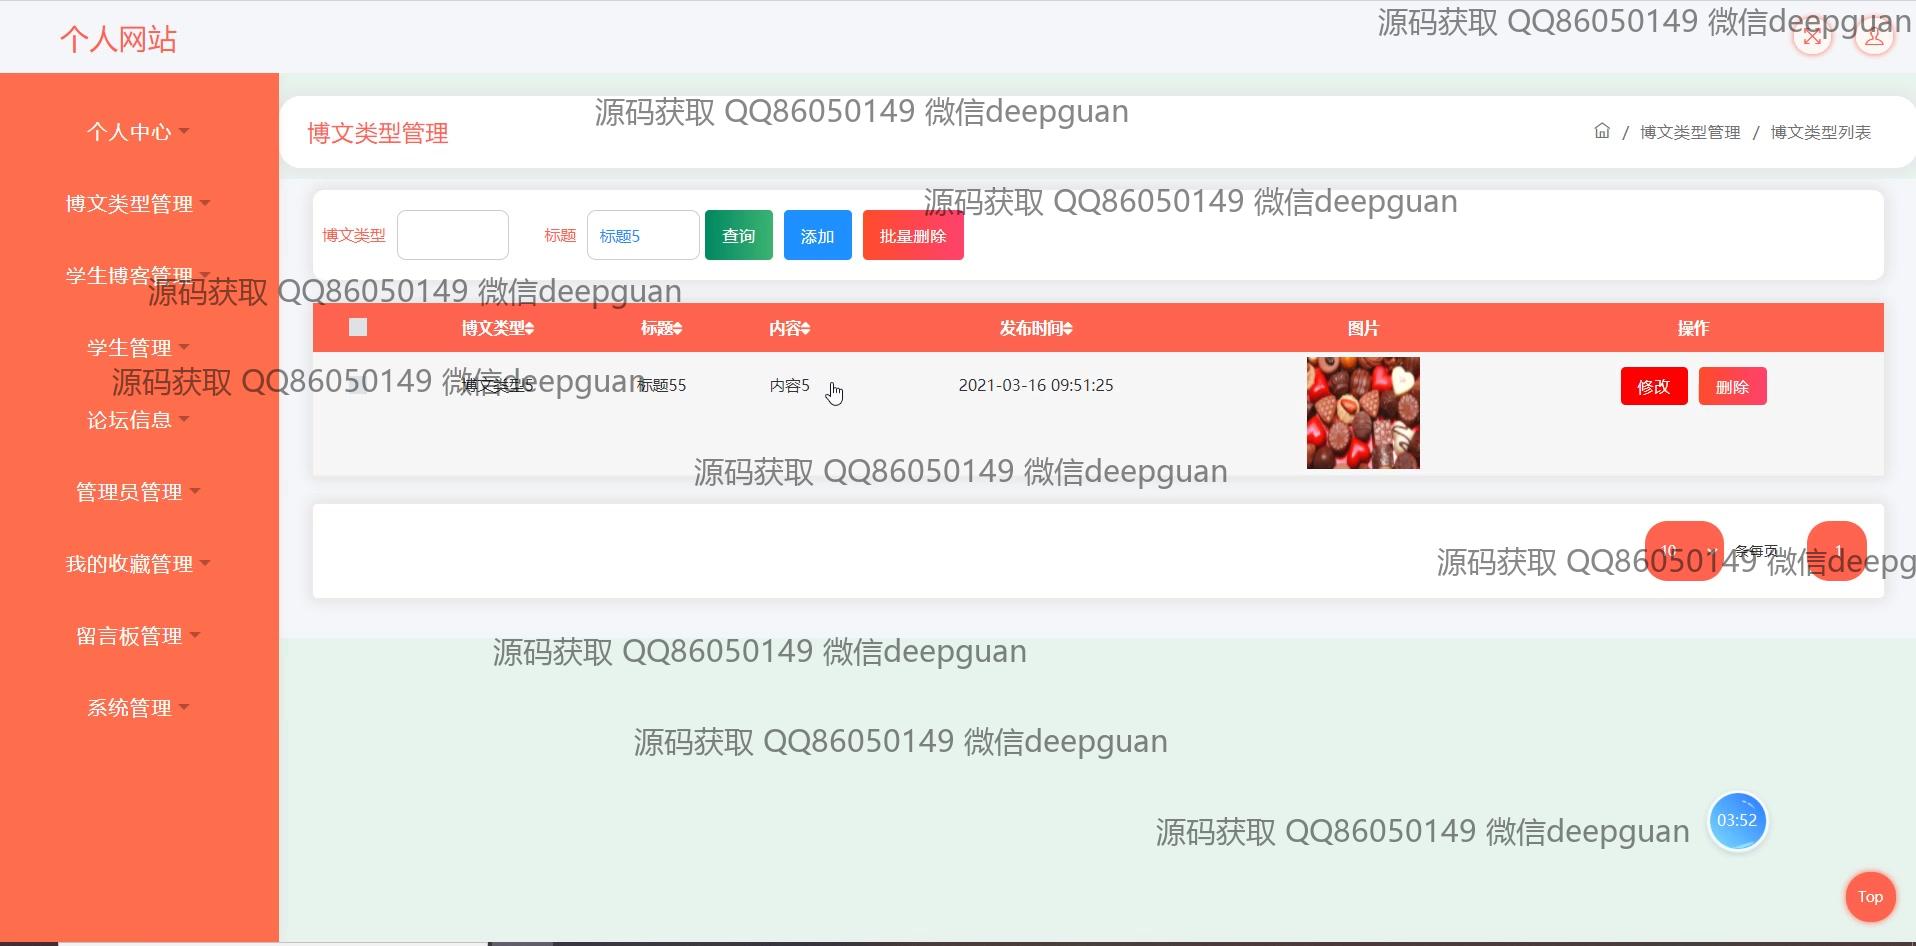 个人网站
源码获取 QQ86050149 微信deepguan
个人中心
博文类型管理
学生博客管理
学生管理
论坛信息
管理员管理
我的收藏管理
留言板管理
系统管理
博文类型管理
源码获取 QQ86050149 微信deepguan
/ 博文类型管理 / 博文类型列表
源码获取 QQ86050149 微信deepguan
博文类型 标题 标题5 查询 添加 批量删除
源码获取 QQ86050149 微信deepguan
博文类型 标题 内容 发布时间 图片 操作
源码获取 QQ86050149 微信deepguan
博文类型5 标题55 内容5 2021-03-16 09:51:25 修改 删除
源码获取 QQ86050149 微信deepguan
10 条每页 1
源码获取 QQ86050149 微信deepg
源码获取 QQ86050149 微信deepguan
源码获取 QQ86050149 微信deepguan
源码获取 QQ86050149 微信deepguan
03:52
Top